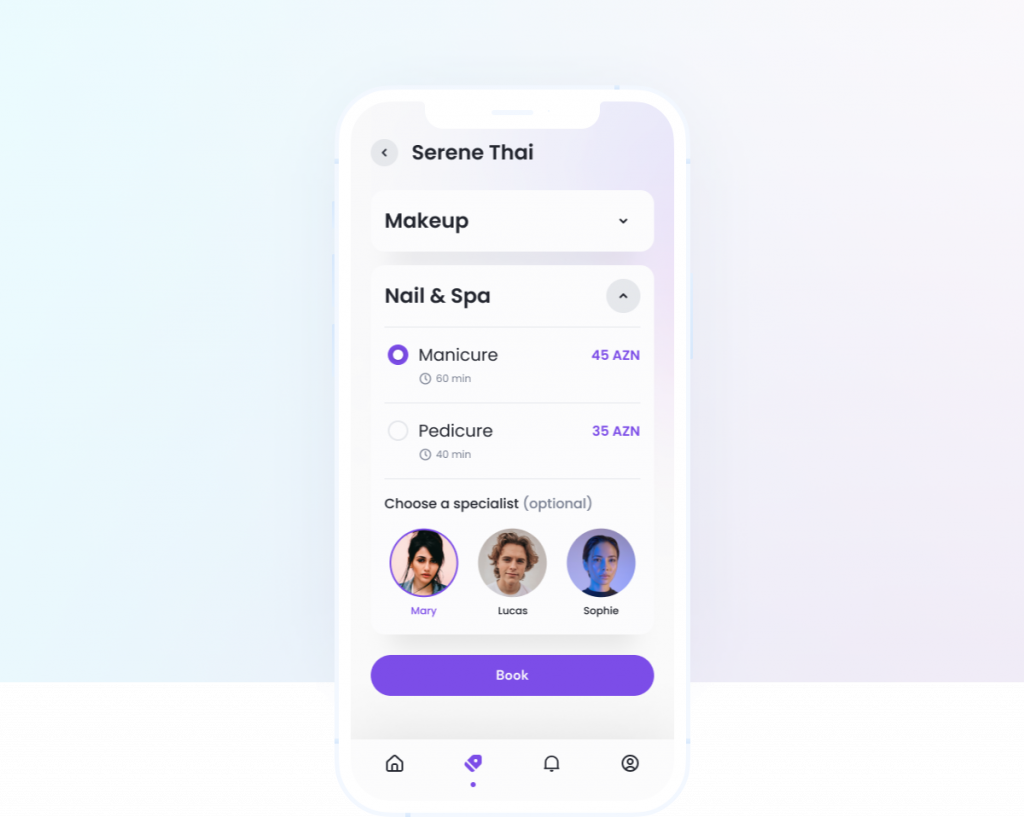 Serene Thai
Makeup
Nail & Spa
Manicure 45 AZN
60 min
Pedicure 35 AZN
40 min
Choose a specialist (optional)
Mary Lucas Sophie
Book